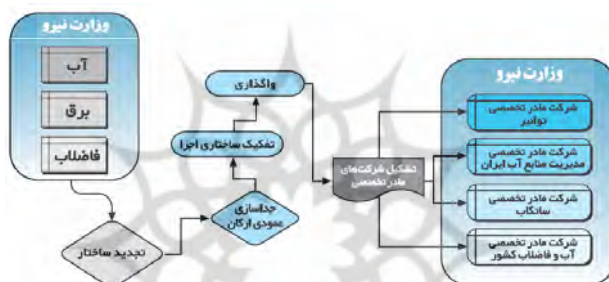 وزارت نیرو
آب
برق
فاضلاب
تجدید ساختار
جداسازی
عمودی ارکان
تفکیک ساختاری اجزا
واگذاری
تشکیل شرکت‌های
مادر تخصصی
وزارت نیرو
شرکت مادر تخصصی
توانیر
شرکت مادر تخصصی
مدیریت منابع آب ایران
شرکت مادر تخصصی
ساتکاب
شرکت مادر تخصصی
آب و فاضلاب کشور